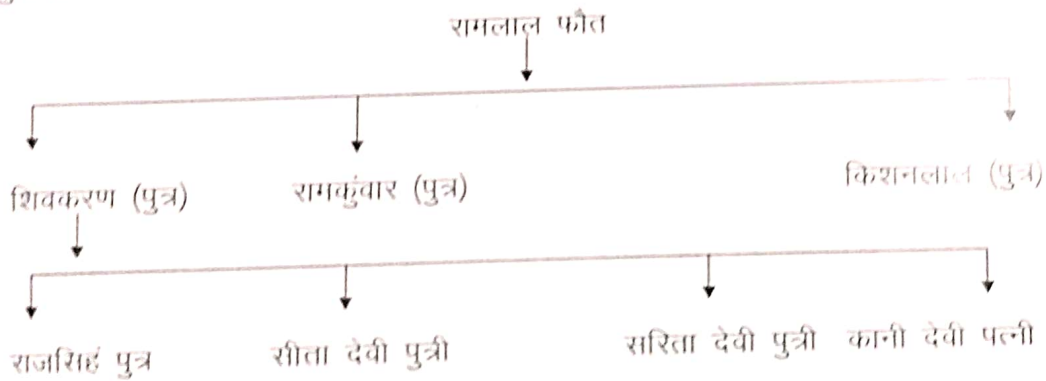 रामलाल फौत
शिवकरण (पुत्र) रामकुंवार (पुत्र) किशनलाल (पुत्र)
राजसिहं पुत्र सीता देवी पुत्री सरिता देवी पुत्री कानी देवी पत्नी